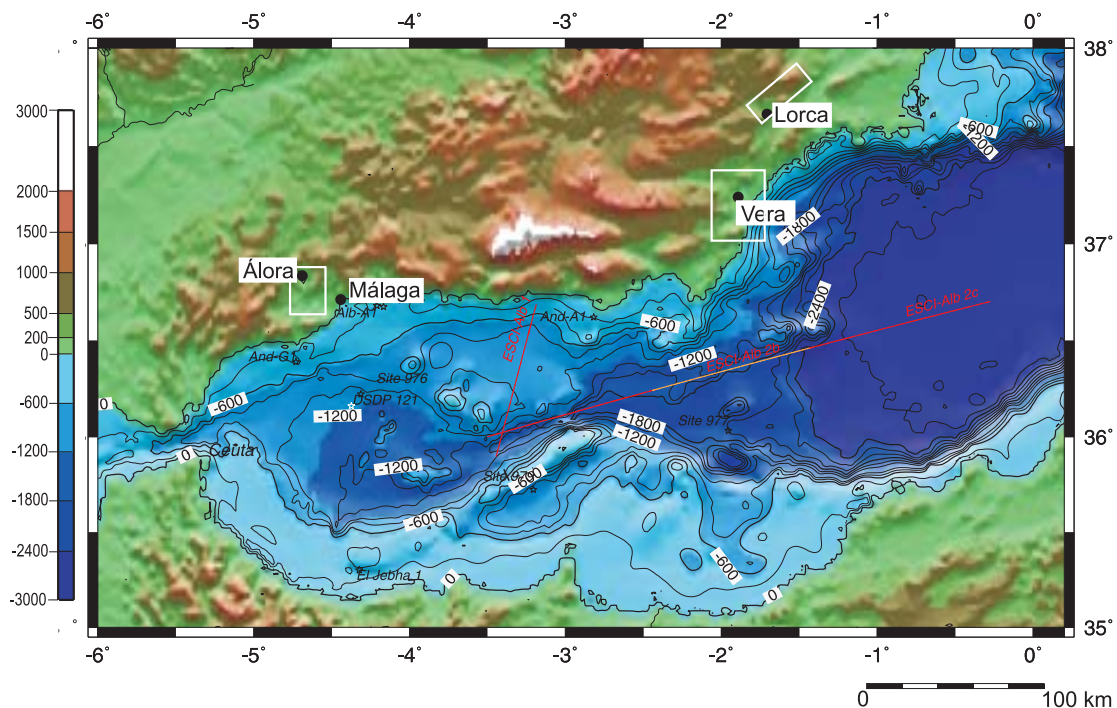 -6° -5° -4° -3° -2° -1° 0°
38°
3000
2000
1500
1000
500
200
0
-600
-1200
-1800
-2400
-3000
Lorca
-600
-1200
Vera
-1800
37°
Álora
Málaga
Alb-A1
And-A1
-600
-2400
ESCI-Alb 2c
ESCI-Alb 2b
-1200
And-G1
Site 976
DSDP 121
-600
-1200
-1800
-1200
Site 977
36°
Ceuta
0
0
-1200
-600
-600
-600
El Jebha 1
0
0
35°
-6° -5° -4° -3° -2° -1° 0°
0 100 km